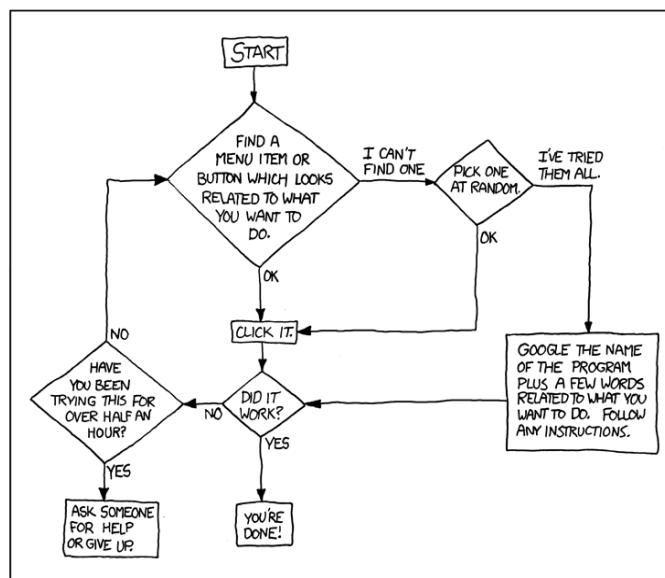 START
FIND A
MENU ITEM OR
BUTTON WHICH LOOKS
RELATED TO WHAT
YOU WANT TO
DO.
I CAN'T
FIND ONE
PICK ONE
AT RANDOM.
I'VE TRIED
THEM ALL.
OK
OK
CLICK IT.
NO
GOOGLE THE NAME
OF THE PROGRAM
PLUS A FEW WORDS
RELATED TO WHAT YOU
WANT TO DO. FOLLOW
ANY INSTRUCTIONS.
HAVE
YOU BEEN
TRYING THIS FOR
OVER HALF AN
HOUR?
NO
DID IT
WORK?
YES
YES
ASK SOMEONE
FOR HELP
OR GIVE UP.
YOU'RE
DONE!